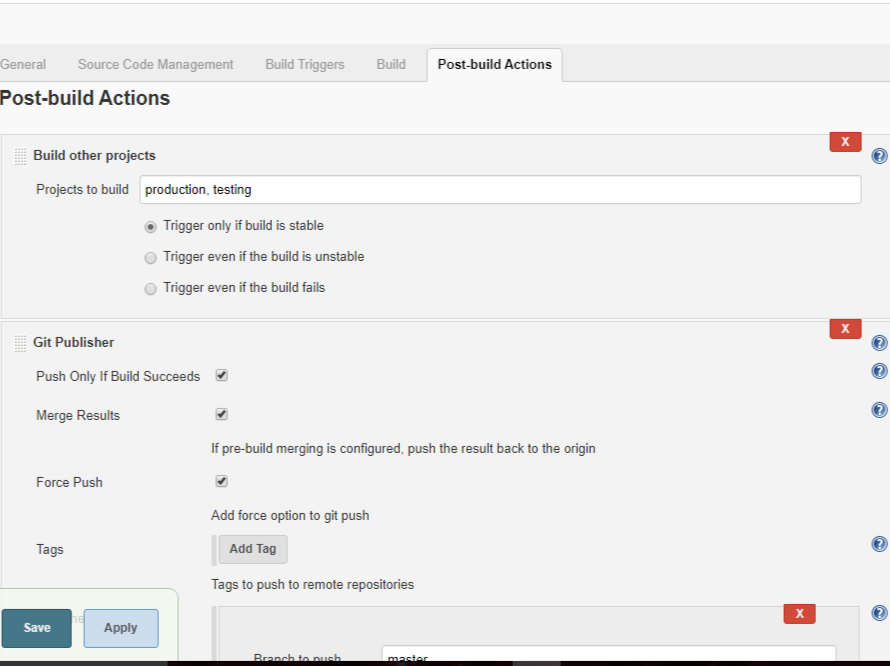 General Source Code Management Build Triggers Build Post-build Actions
Post-build Actions
X
Build other projects
Projects to build production, testing
Trigger only if build is stable
Trigger even if the build is unstable
Trigger even if the build fails
X
Git Publisher
Push Only If Build Succeeds
Merge Results
If pre-build merging is configured, push the result back to the origin
Force Push
Add force option to git push
Tags Add Tag
Tags to push to remote repositories
X
Save Apply
Branch to push master